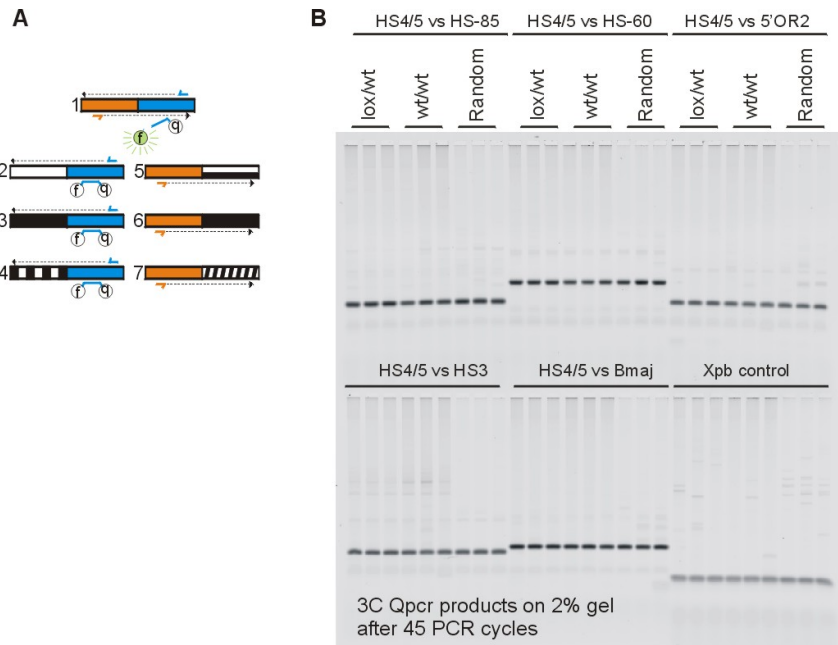 A
B
HS4/5 vs HS-85 HS4/5 vs HS-60 HS4/5 vs 5'OR2
lox/wt wt/wt Random lox/wt wt/wt Random lox/wt wt/wt Random
1
f q
2 f q 5
3 f q 6
4 f q 7
HS4/5 vs HS3 HS4/5 vs Bmaj Xpb control
3C Qpcr products on 2% gel
after 45 PCR cycles